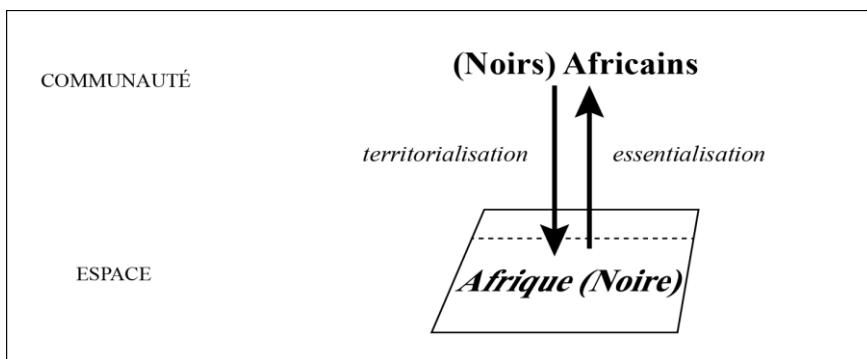 (Noirs) Africains
COMMUNAUTÉ
territorialisation
essentialisation
ESPACE
Afrique (Noire)